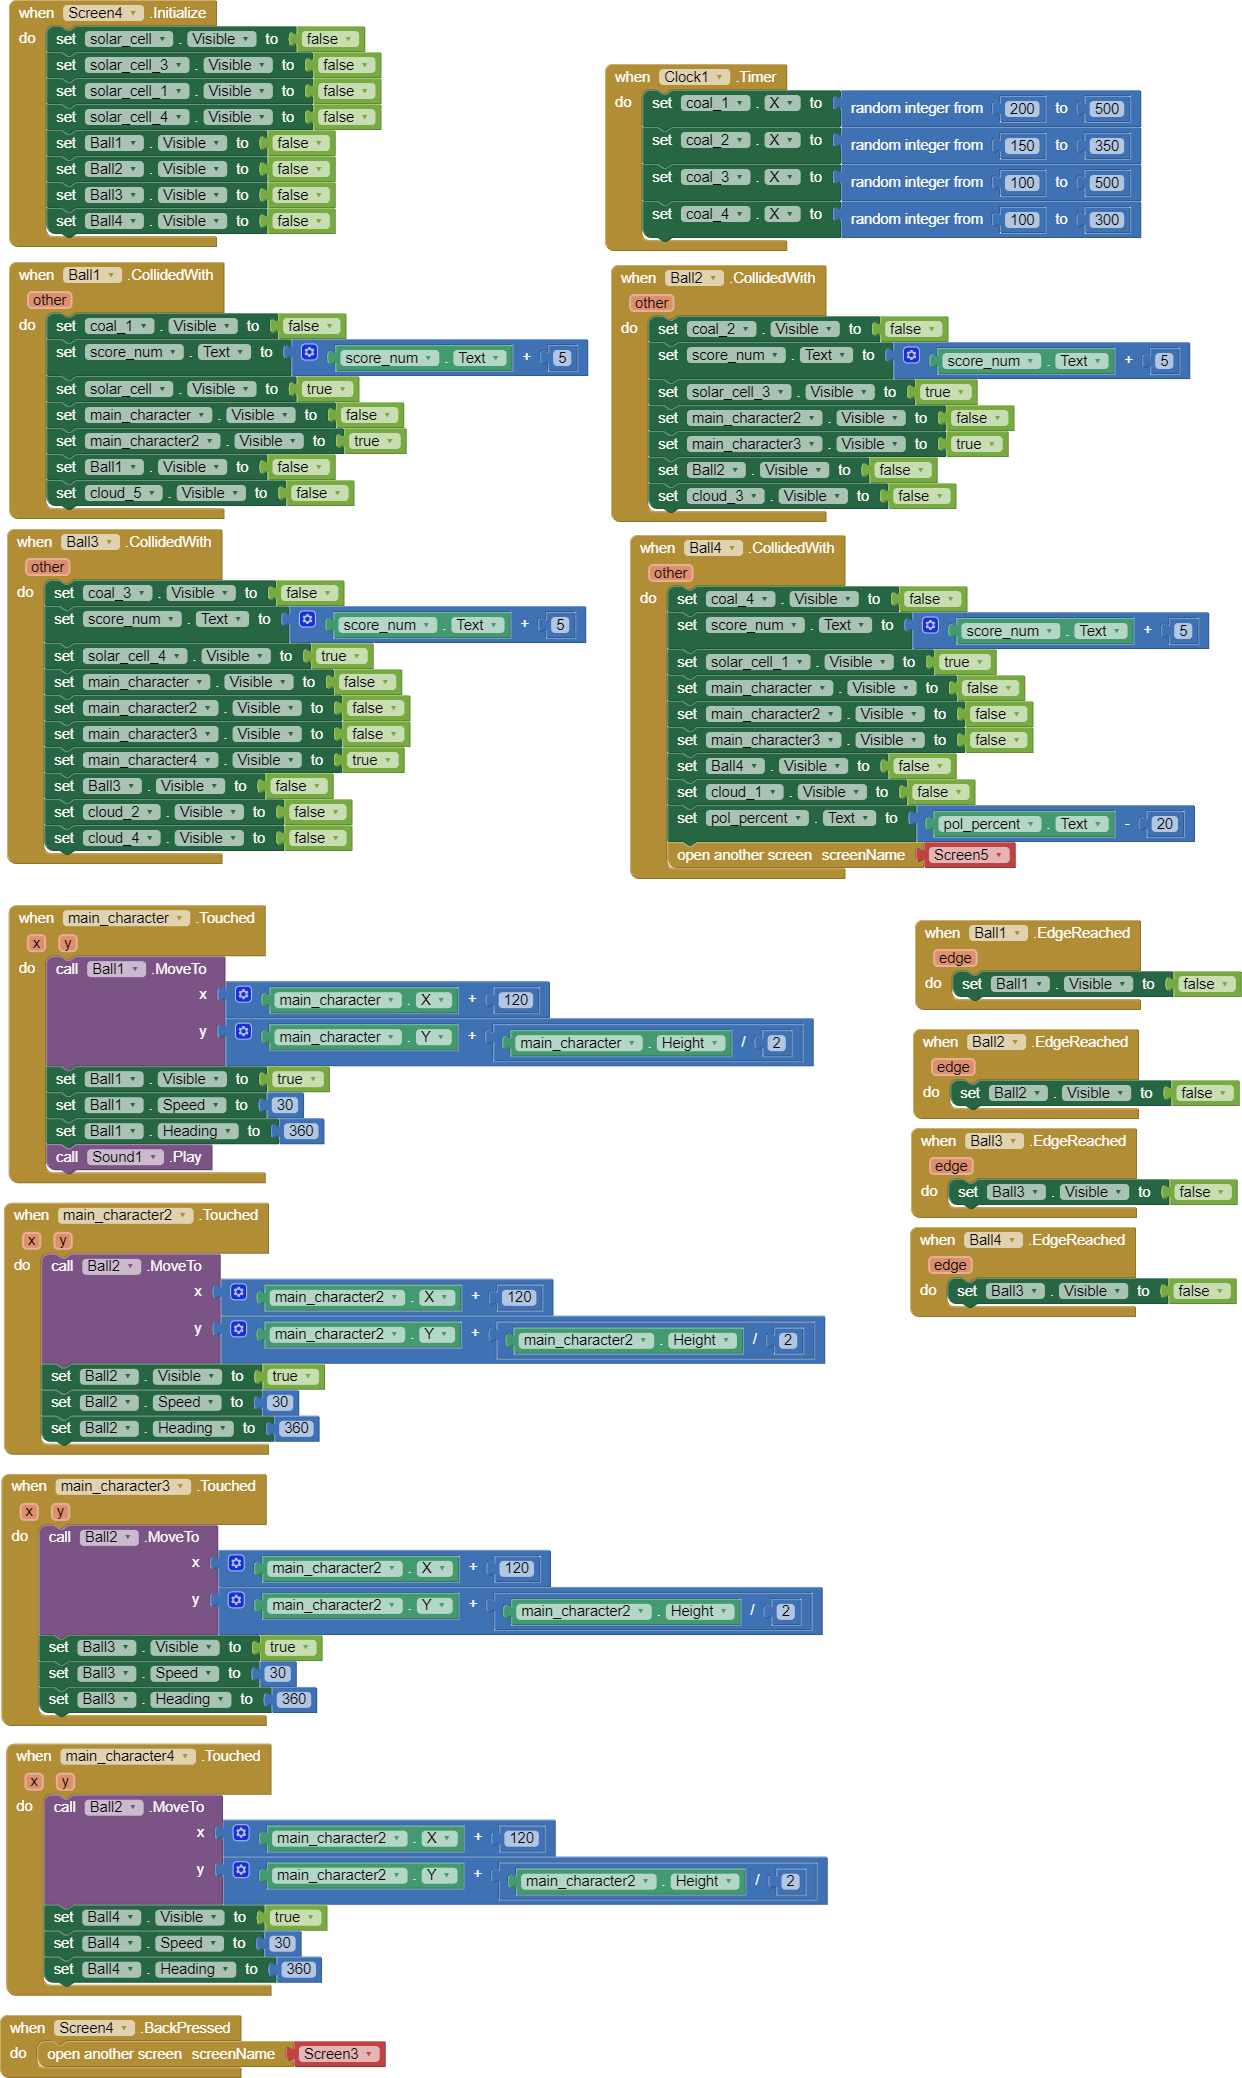 when Screen4 .Initialize
do set solar_cell . Visible to false
set solar_cell_3 . Visible to false
set solar_cell_1 . Visible to false
set solar_cell_4 . Visible to false
set Ball1 . Visible to false
set Ball2 . Visible to false
set Ball3 . Visible to false
set Ball4 . Visible to false
when Clock1 .Timer
do set coal_1 . X to random integer from 200 to 500
set coal_2 . X to random integer from 150 to 350
set coal_3 . X to random integer from 100 to 500
set coal_4 . X to random integer from 100 to 300
when Ball1 .CollidedWith
other
do set coal_1 . Visible to false
set score_num . Text to score_num . Text + 5
set solar_cell . Visible to true
set main_character . Visible to false
set main_character2 . Visible to true
set Ball1 . Visible to false
set cloud_5 . Visible to false
when Ball2 .CollidedWith
other
do set coal_2 . Visible to false
set score_num . Text to score_num . Text + 5
set solar_cell_3 . Visible to true
set main_character2 . Visible to false
set main_character3 . Visible to true
set Ball2 . Visible to false
set cloud_3 . Visible to false
when Ball3 .CollidedWith
other
do set coal_3 . Visible to false
set score_num . Text to score_num . Text + 5
set solar_cell_4 . Visible to true
set main_character . Visible to false
set main_character2 . Visible to false
set main_character3 . Visible to false
set main_character4 . Visible to true
set Ball3 . Visible to false
set cloud_2 . Visible to false
set cloud_4 . Visible to false
when Ball4 .CollidedWith
other
do set coal_4 . Visible to false
set score_num . Text to score_num . Text + 5
set solar_cell_1 . Visible to true
set main_character . Visible to false
set main_character2 . Visible to false
set main_character3 . Visible to false
set Ball4 . Visible to false
set cloud_1 . Visible to false
set pol_percent . Text to pol_percent . Text - 20
open another screen screenName Screen5
when main_character .Touched
x y
do call Ball1 .MoveTo
x main_character . X + 120
y main_character . Y + main_character . Height / 2
set Ball1 . Visible to true
set Ball1 . Speed to 30
set Ball1 . Heading to 360
call Sound1 .Play
when Ball1 .EdgeReached
edge
do set Ball1 . Visible to false
when Ball2 .EdgeReached
edge
do set Ball2 . Visible to false
when Ball3 .EdgeReached
edge
do set Ball3 . Visible to false
when Ball4 .EdgeReached
edge
do set Ball3 . Visible to false
when main_character2 .Touched
x y
do call Ball2 .MoveTo
x main_character2 . X + 120
y main_character2 . Y + main_character2 . Height / 2
set Ball2 . Visible to true
set Ball2 . Speed to 30
set Ball2 . Heading to 360
when main_character3 .Touched
x y
do call Ball2 .MoveTo
x main_character2 . X + 120
y main_character2 . Y + main_character2 . Height / 2
set Ball3 . Visible to true
set Ball3 . Speed to 30
set Ball3 . Heading to 360
when main_character4 .Touched
x y
do call Ball2 .MoveTo
x main_character2 . X + 120
y main_character2 . Y + main_character2 . Height / 2
set Ball4 . Visible to true
set Ball4 . Speed to 30
set Ball4 . Heading to 360
when Screen4 .BackPressed
do open another screen screenName Screen3